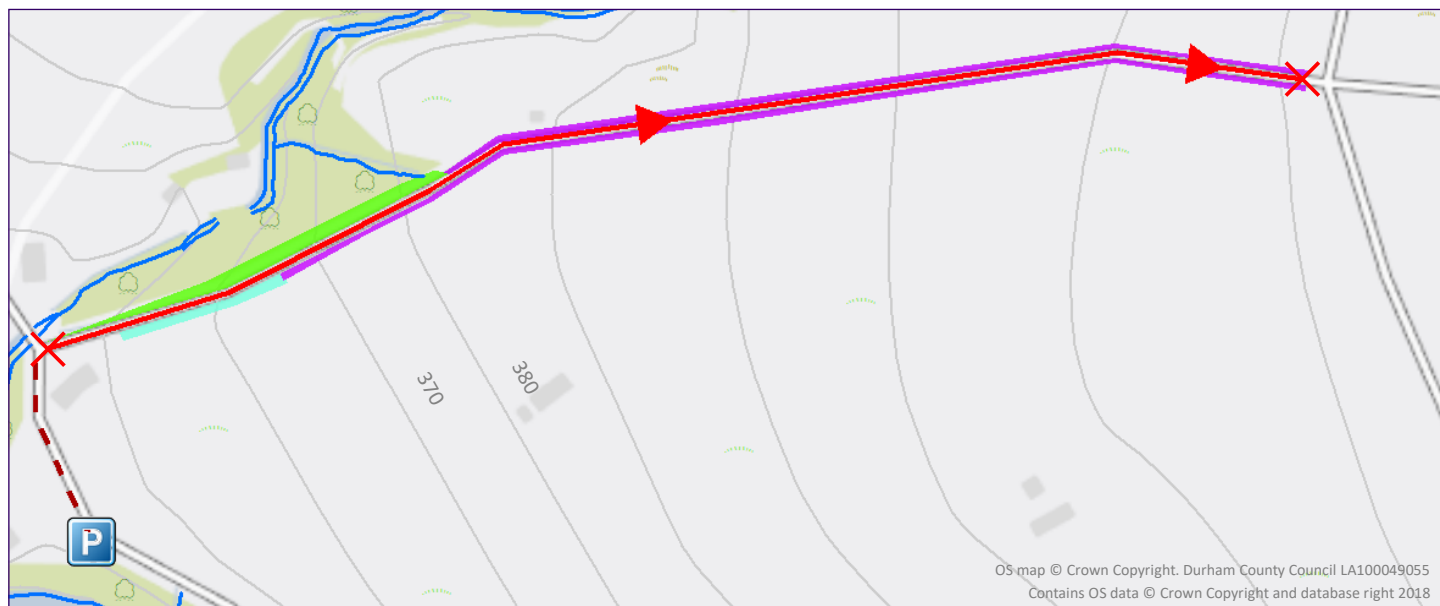 370
380
P
OS map © Crown Copyright. Durham County Council LA100049055
Contains OS data © Crown Copyright and database right 2018